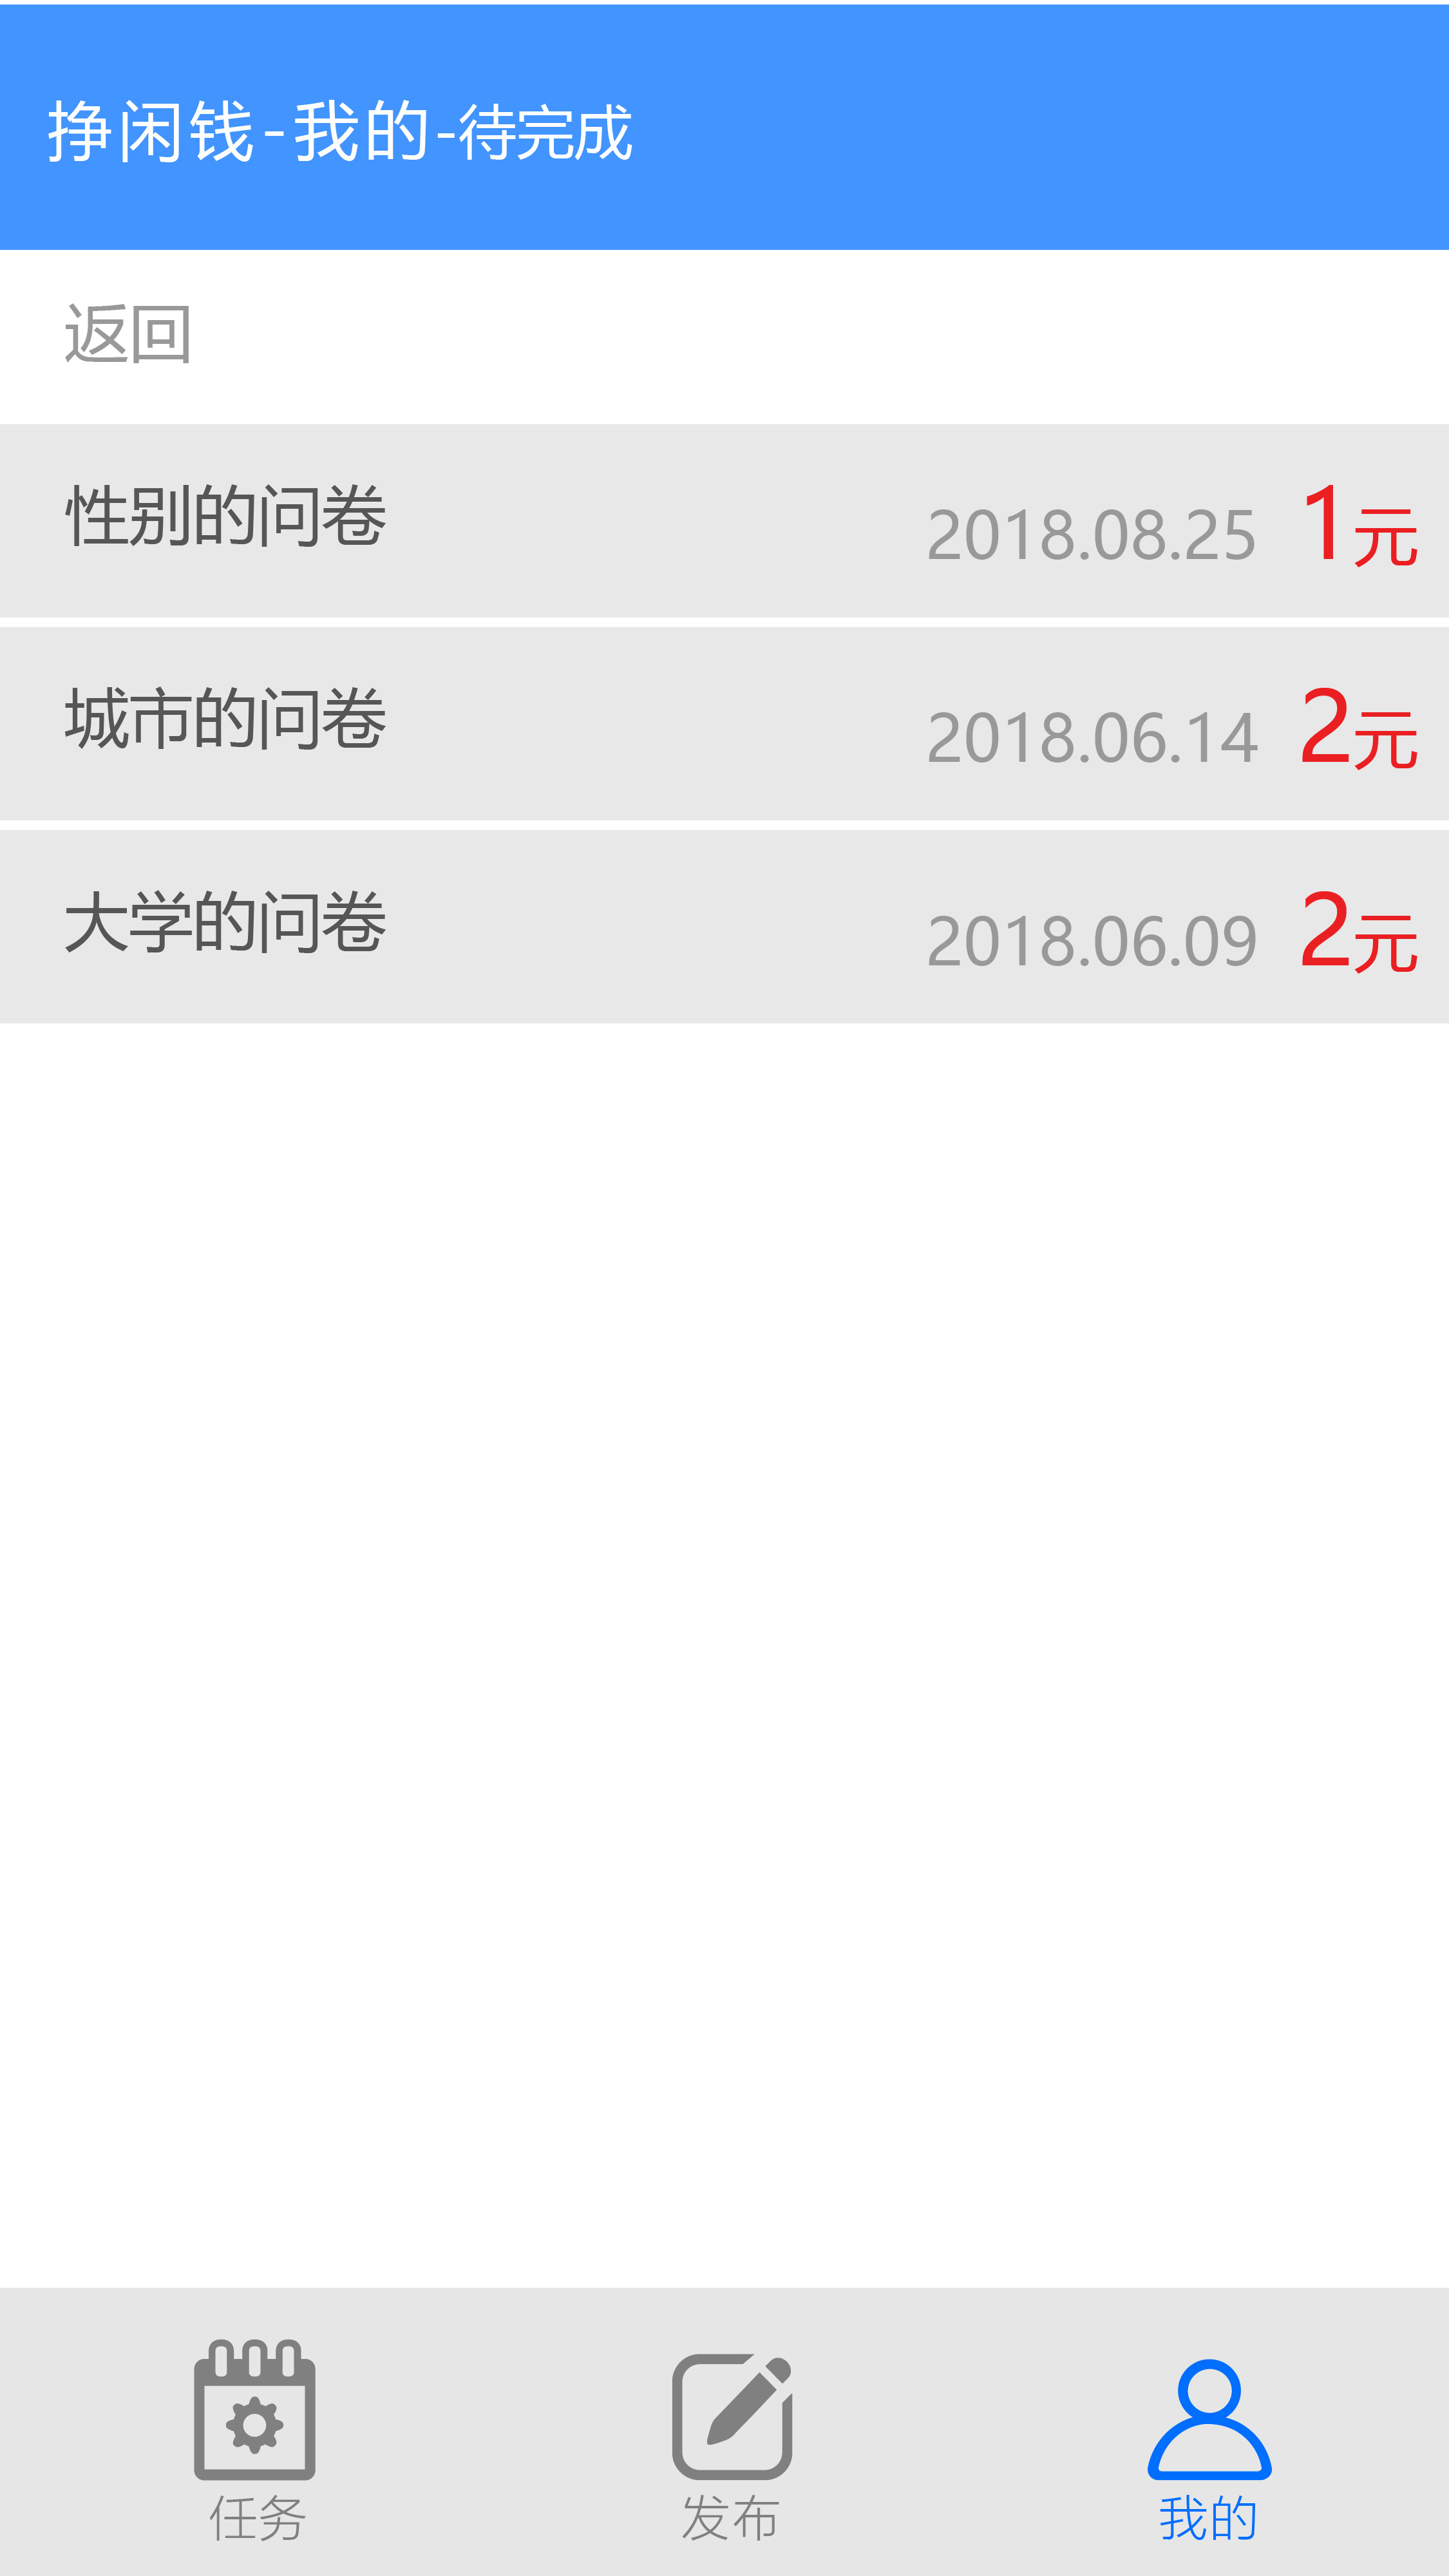 挣闲钱-我的-待完成
返回
性别的问卷 2018.08.25 1元
城市的问卷 2018.06.14 2元
大学的问卷 2018.06.09 2元
任务 发布 我的